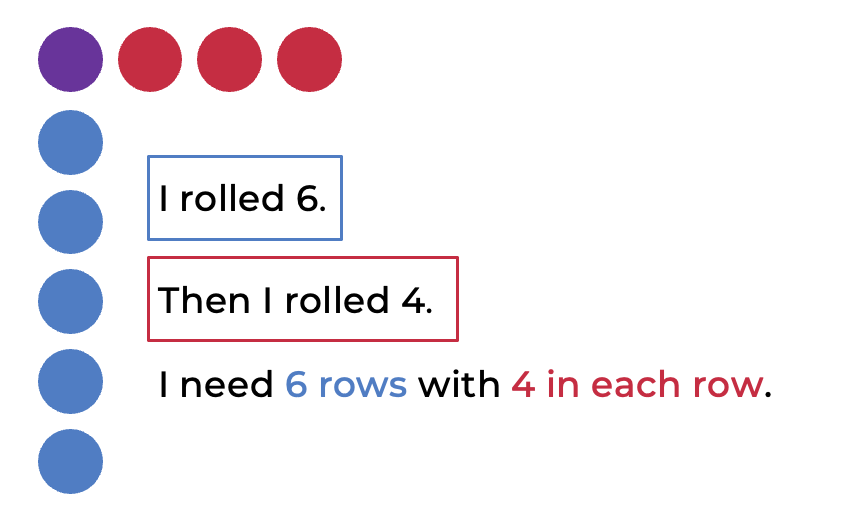 I rolled 6.
Then I rolled 4.
I need 6 rows with 4 in each row.